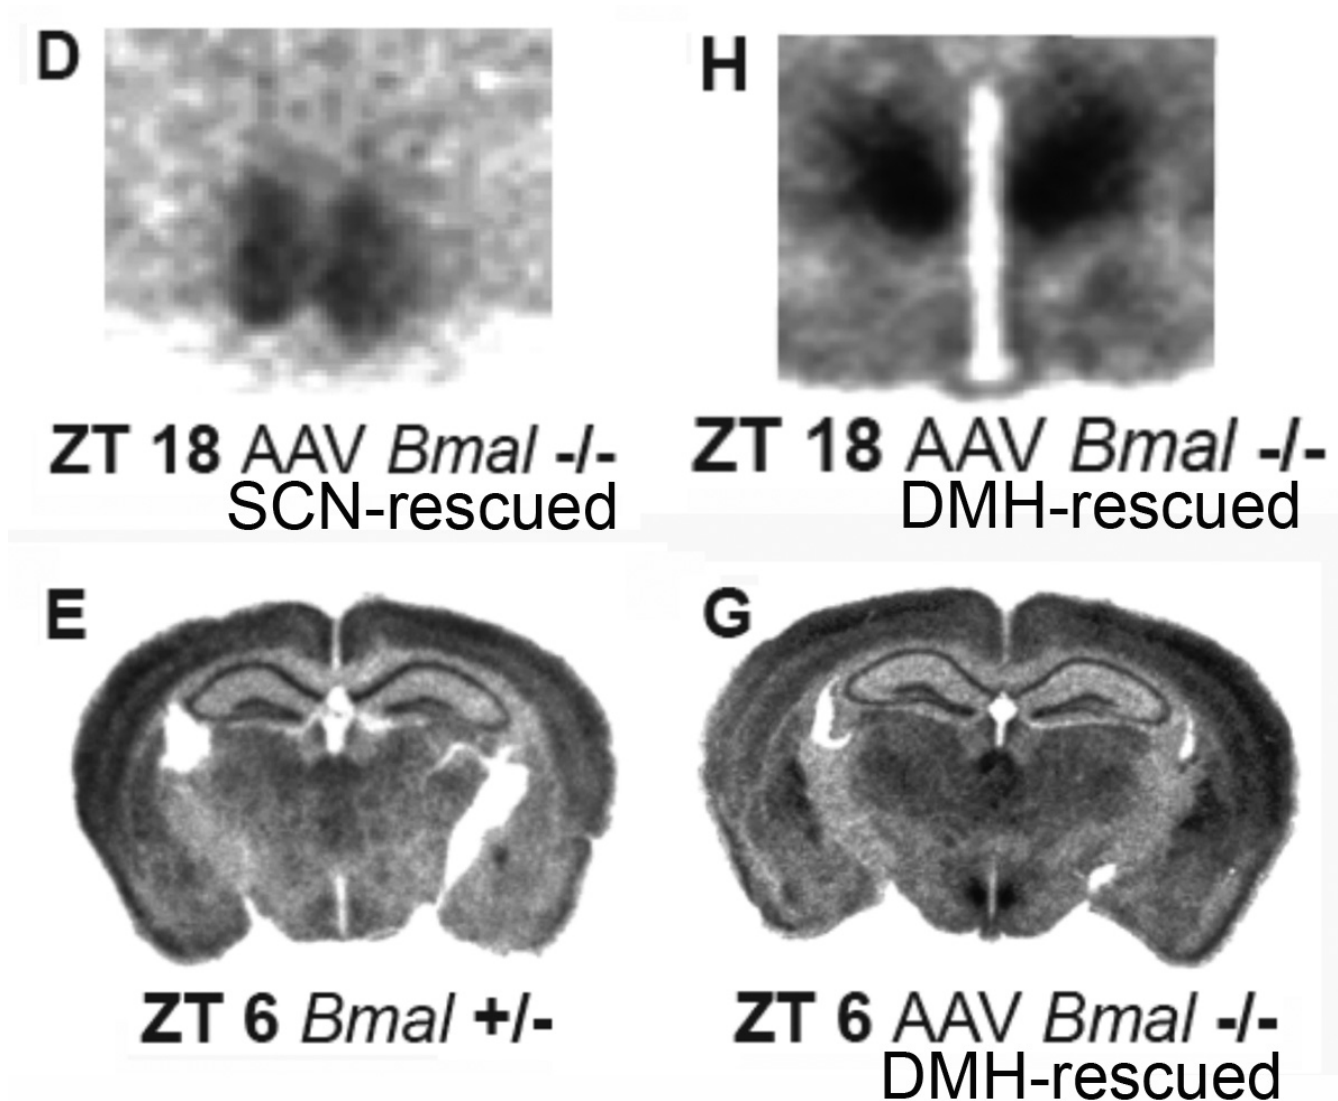 D
H
ZT 18 AAV Bmal -/-
SCN-rescued
ZT 18 AAV Bmal -/-
DMH-rescued
E
G
ZT 6 Bmal +/-
ZT 6 AAV Bmal -/-
DMH-rescued